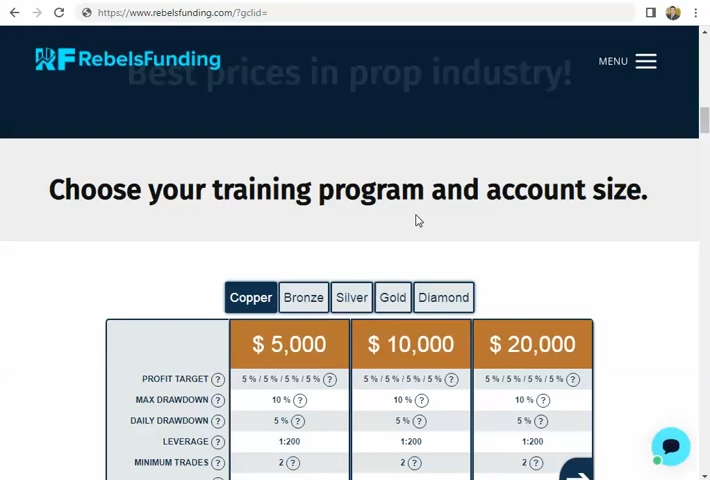 https://www.rebelsfunding.com/?gclid=
RebelsFunding
Best prices in prop industry!
MENU
Choose your training program and account size.
Copper Bronze Silver Gold Diamond
$ 5,000 $ 10,000 $ 20,000
PROFIT TARGET ? 5 % / 5 % / 5 % / 5 % ? 5 % / 5 % / 5 % / 5 % ? 5 % / 5 % / 5 % / 5 % ?
MAX DRAWDOWN ? 10 % ? 10 % ? 10 % ?
DAILY DRAWDOWN ? 5 % ? 5 % ? 5 % ?
LEVERAGE ? 1:200 1:200 1:200
MINIMUM TRADES ? 2 ? 2 ? 2 ?